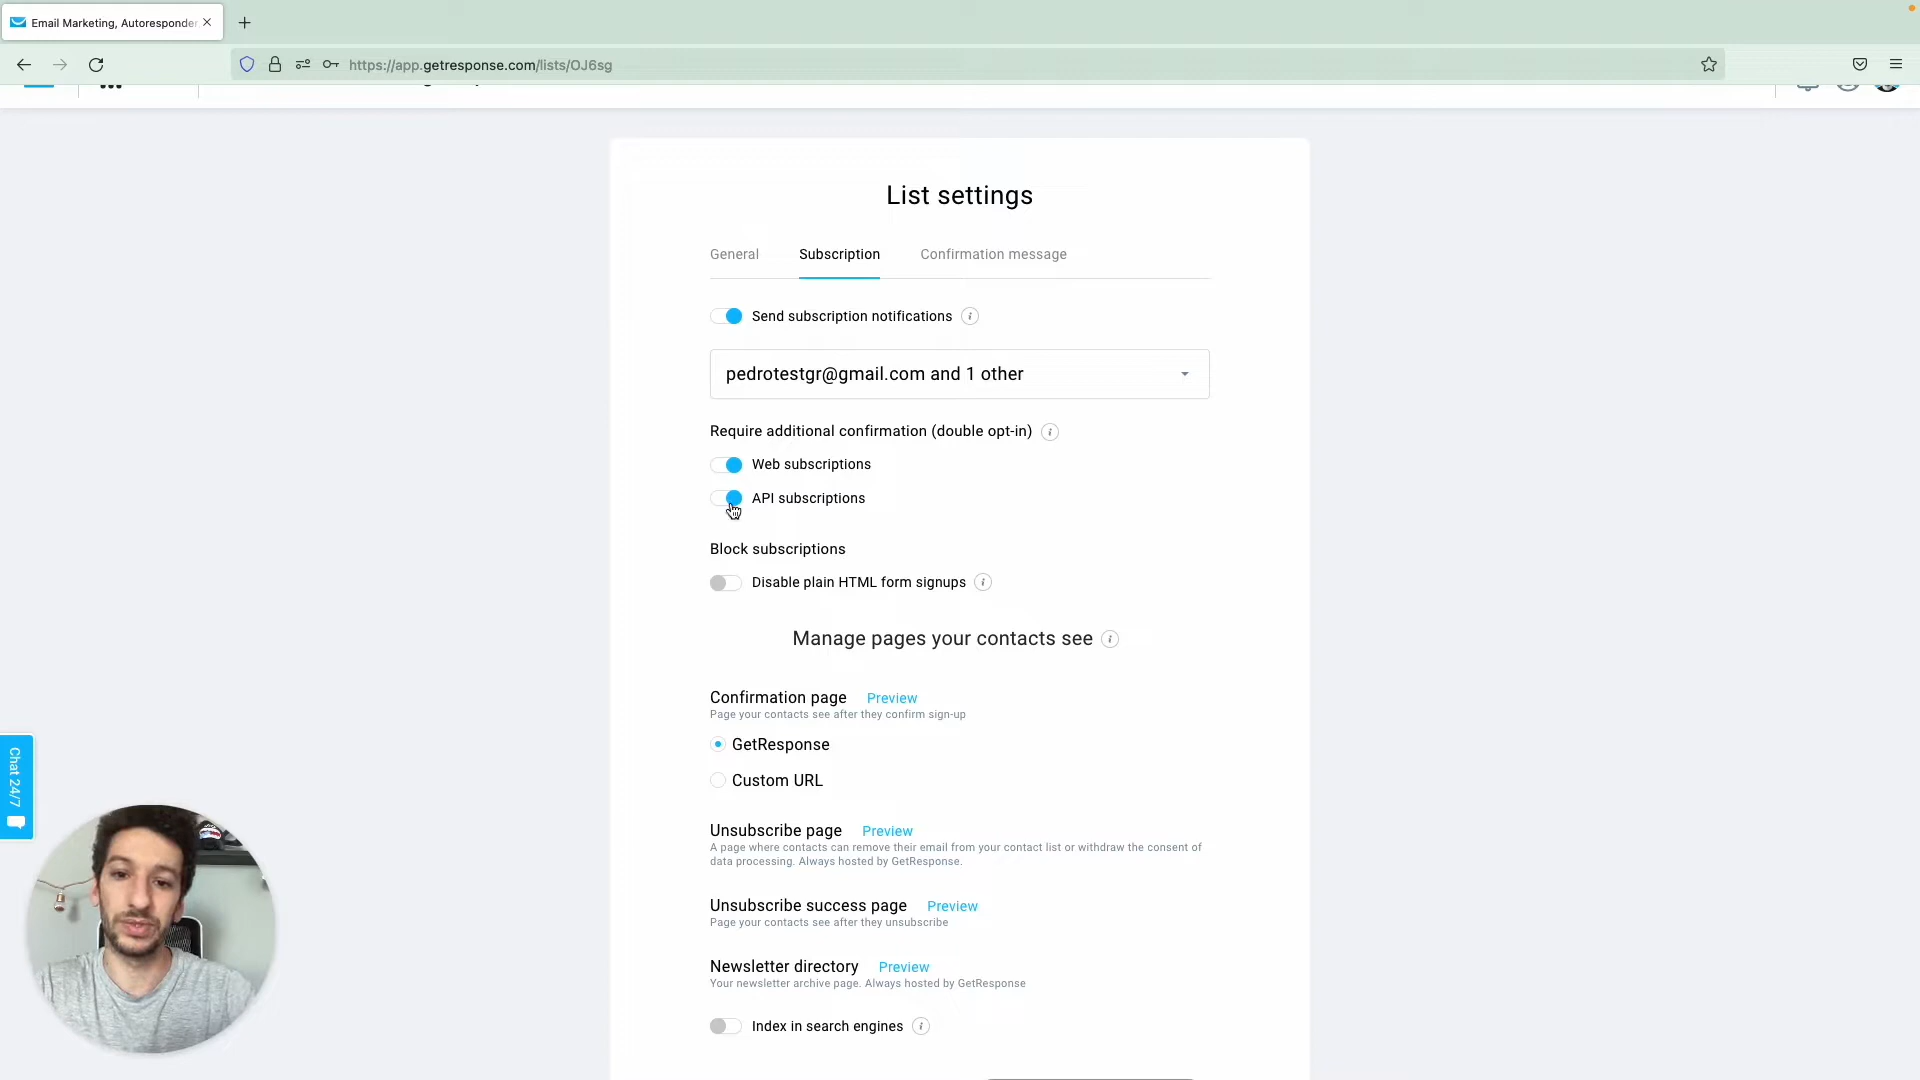 Email Marketing, Autoresponder
https://app.getresponse.com/lists/OJ6sg
List settings
General Subscription Confirmation message
Send subscription notifications
pedrotestgr@gmail.com and 1 other
Require additional confirmation (double opt-in)
Web subscriptions
API subscriptions
Block subscriptions
Disable plain HTML form signups
Manage pages your contacts see
Confirmation page Preview
Page your contacts see after they confirm sign-up
GetResponse
Custom URL
Unsubscribe page Preview
A page where contacts can remove their email from your contact list or withdraw the consent of
data processing. Always hosted by GetResponse.
Unsubscribe success page Preview
Page your contacts see after they unsubscribe
Newsletter directory Preview
Your newsletter archive page. Always hosted by GetResponse
Index in search engines
Chat 24/7